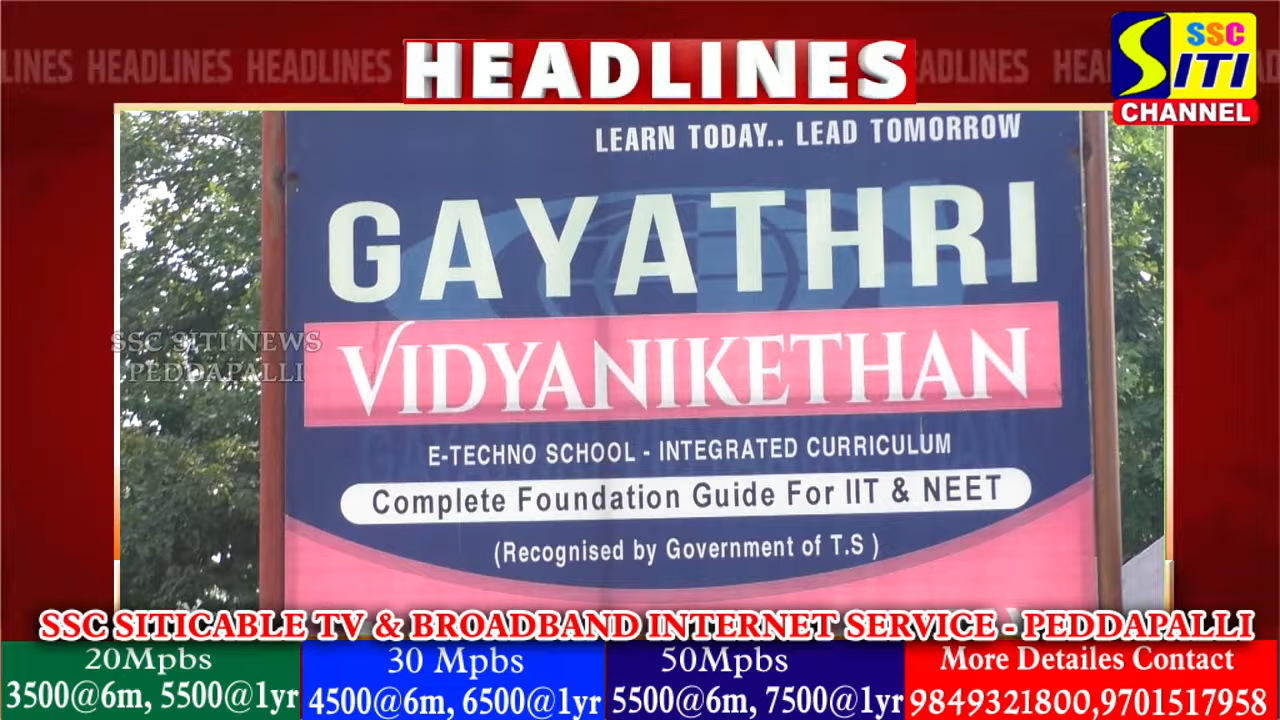 LINES HEADLINES HEADLINES HEADLINES ADLINES HEA
SSC
SITI
CHANNEL
LEARN TODAY.. LEAD TOMORROW
GAYATHRI
VIDYANIKETHAN
SSC SITI NEWS
PEDDAPALLI
E-TECHNO SCHOOL - INTEGRATED CURRICULUM
Complete Foundation Guide For IIT & NEET
(Recognised by Government of T.S )
SSC SITICABLE TV & BROADBAND INTERNET SERVICE - PEDDAPALLI
20Mpbs 30 Mpbs 50Mpbs More Detailes Contact
3500@6m, 5500@1yr 4500@6m, 6500@1yr 5500@6m, 7500@1yr 9849321800,9701517958